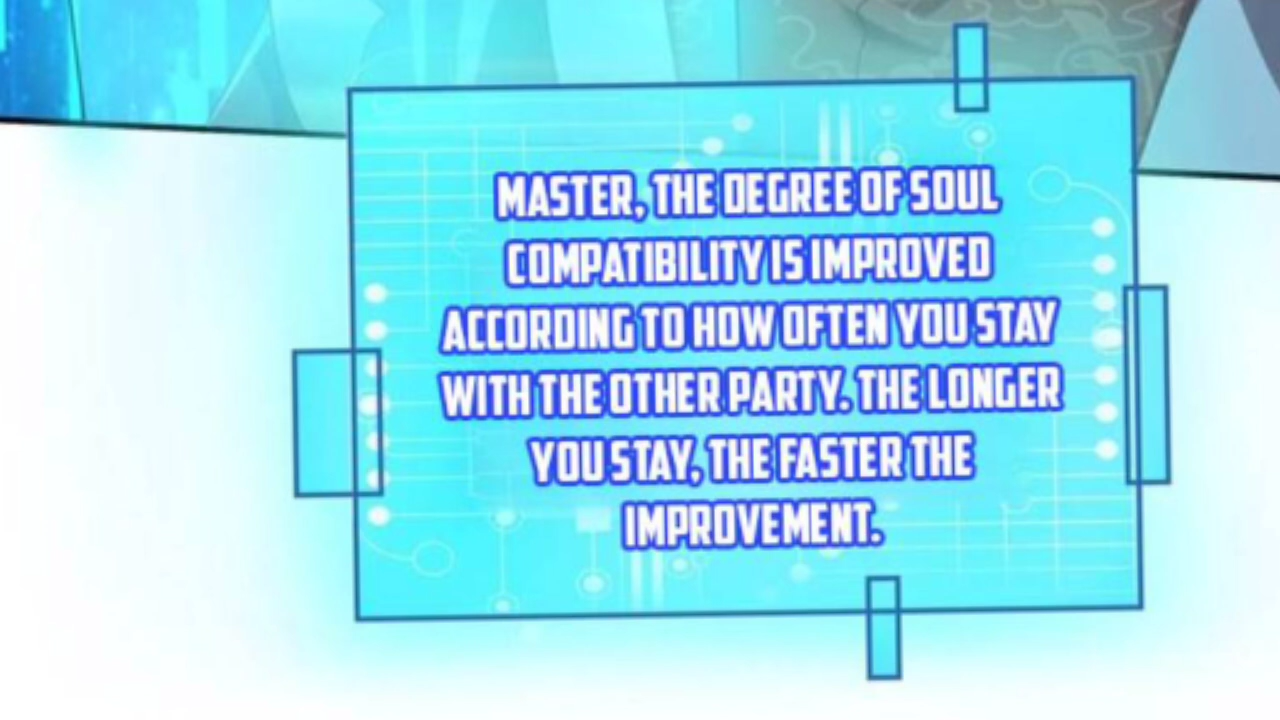 MASTER, THE DEGREE OF SOUL
COMPATIBILITY IS IMPROVED
ACCORDING TO HOW OFTEN YOU STAY
WITH THE OTHER PARTY. THE LONGER
YOU STAY, THE FASTER THE
IMPROVEMENT.